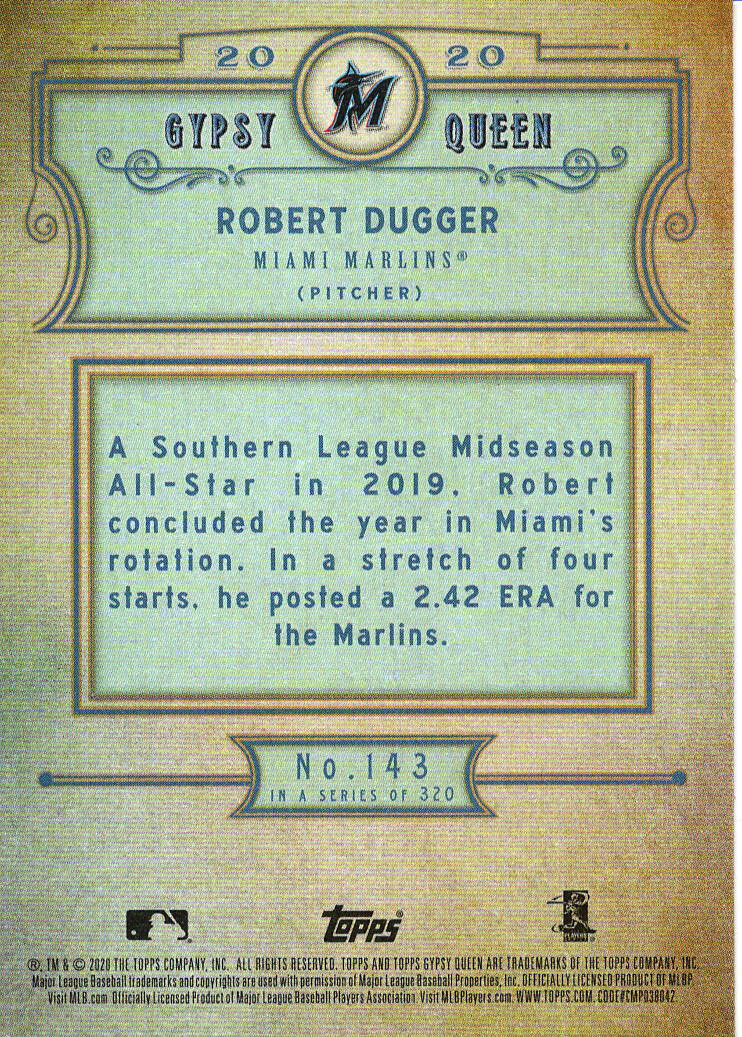 2020
GYPSY QUEEN
ROBERT DUGGER
MIAMI MARLINS®
(PITCHER)
A Southern League Midseason
All-Star in 2019, Robert
concluded the year in Miami's
rotation. In a stretch of four
starts, he posted a 2.42 ERA for
the Marlins.
No.143
IN A SERIES OF 320
topps®
PLAYERS
®, TM & © 2020 THE TOPPS COMPANY, INC. ALL RIGHTS RESERVED. TOPPS AND TOPPS GYPSY QUEEN ARE TRADEMARKS OF THE TOPPS COMPANY, INC.
Major League Baseball trademarks and copyrights are used with permission of Major League Baseball Properties, Inc. OFFICIALLY LICENSED PRODUCT OF MLBP.
Visit MLB.com. Officially Licensed Product of Major League Baseball Players Association. Visit MLBPlayers.com. WWW.TOPPS.COM. CODE#CMP038042